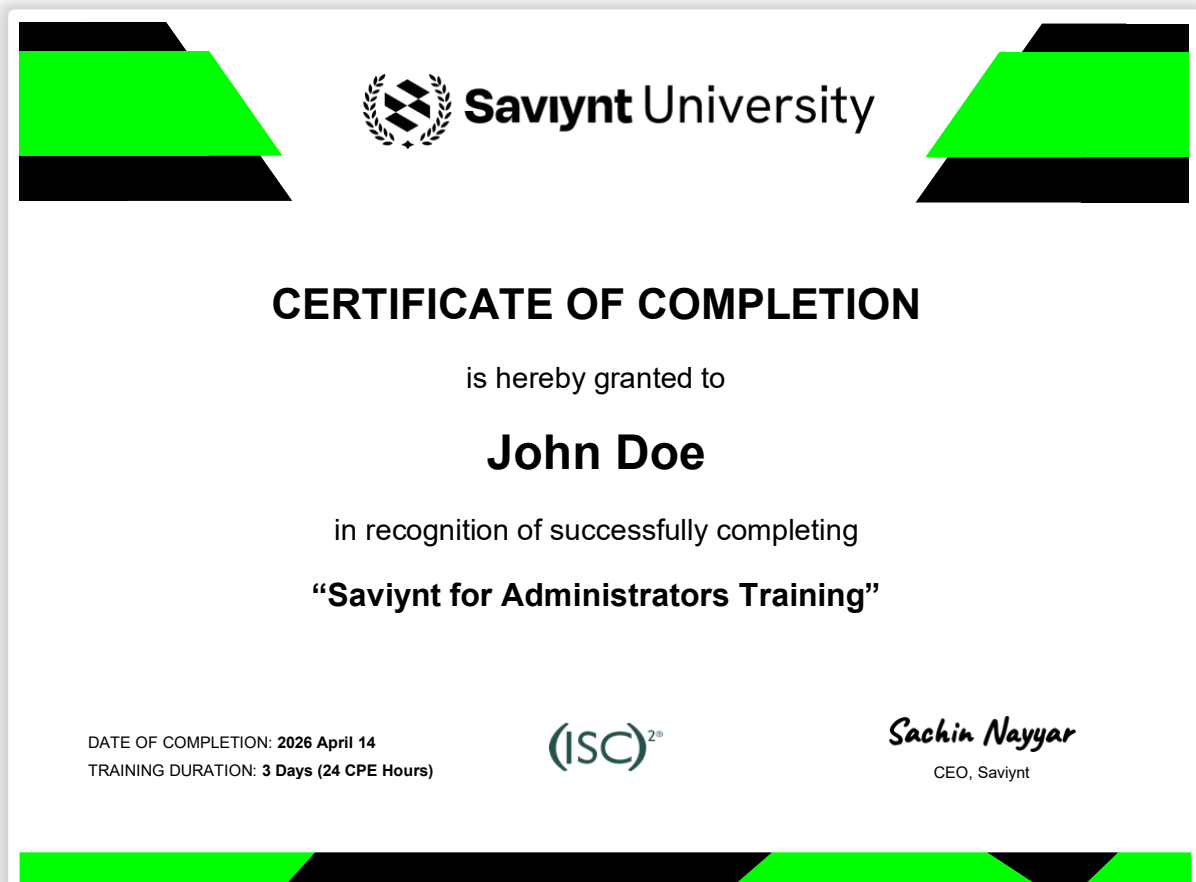 Savıynt University
CERTIFICATE OF COMPLETION
is hereby granted to
John Doe
in recognition of successfully completing
“Saviynt for Administrators Training”
DATE OF COMPLETION: 2026 April 14
TRAINING DURATION: 3 Days (24 CPE Hours)
(ISC)²®
Sachin Nayyar
CEO, Saviynt